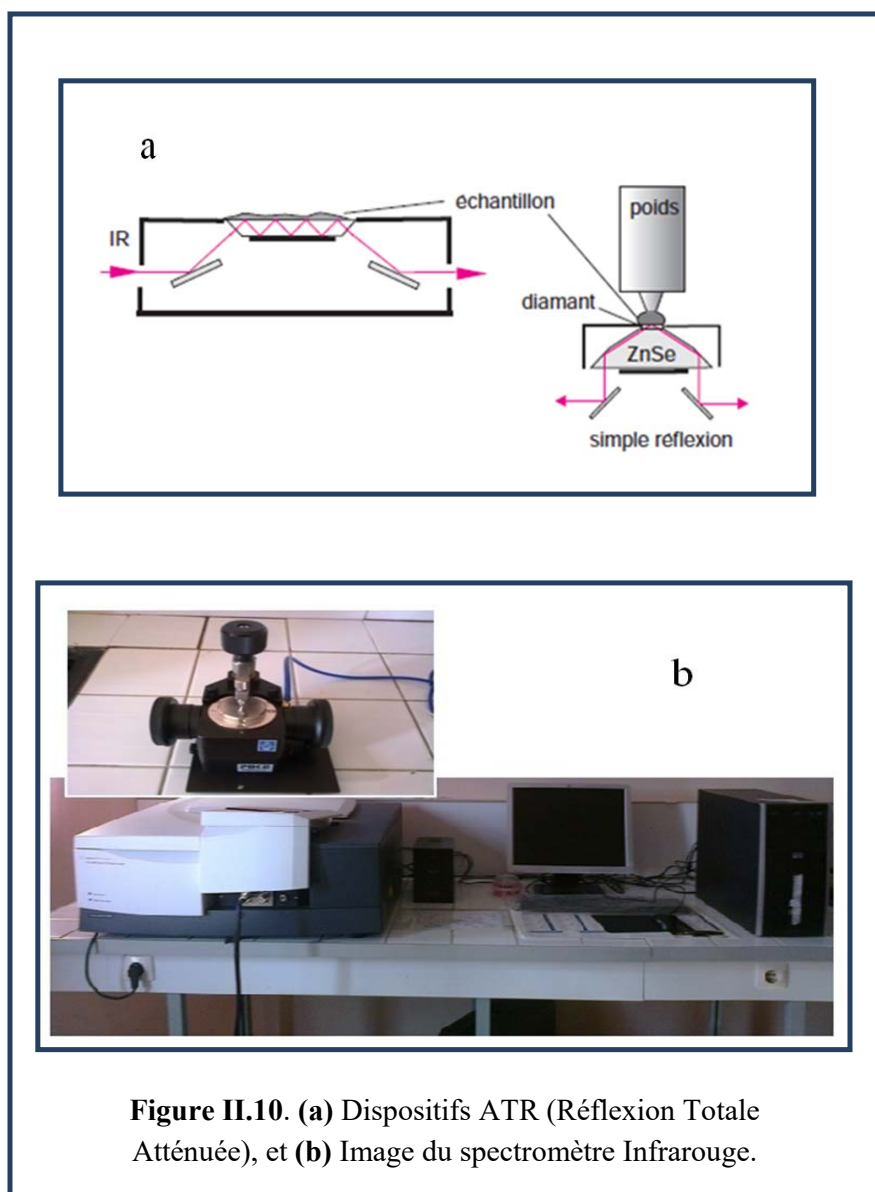 a
IR
échantillon
poids
diamant
ZnSe
simple réflexion
b
Figure II.10. (a) Dispositifs ATR (Réflexion Totale
Atténuée), et (b) Image du spectromètre Infrarouge.